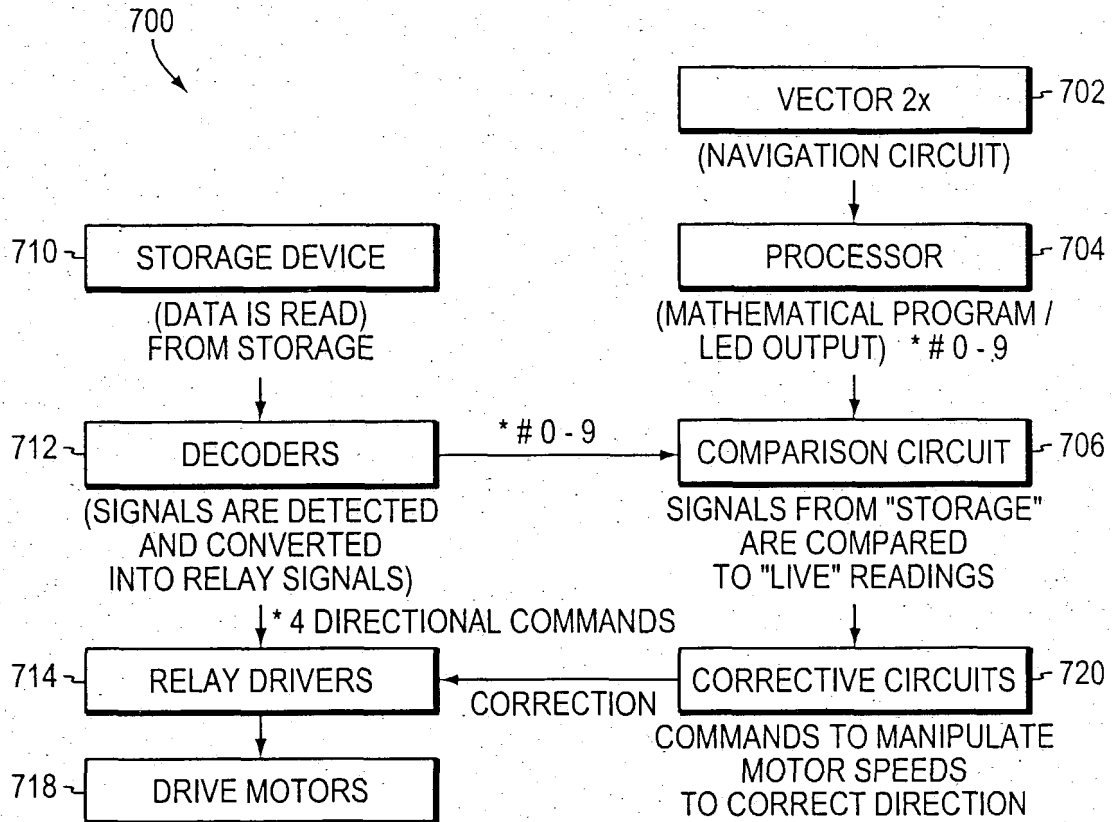 700
VECTOR 2x
702
(NAVIGATION CIRCUIT)
710
STORAGE DEVICE
PROCESSOR
704
(DATA IS READ)
FROM STORAGE
(MATHEMATICAL PROGRAM /
LED OUTPUT) * # 0 - 9
712
DECODERS
* # 0 - 9
COMPARISON CIRCUIT
706
(SIGNALS ARE DETECTED
AND CONVERTED
INTO RELAY SIGNALS)
SIGNALS FROM "STORAGE"
ARE COMPARED
TO "LIVE" READINGS
* 4 DIRECTIONAL COMMANDS
714
RELAY DRIVERS
CORRECTION
CORRECTIVE CIRCUITS
720
COMMANDS TO MANIPULATE
MOTOR SPEEDS
TO CORRECT DIRECTION
718
DRIVE MOTORS